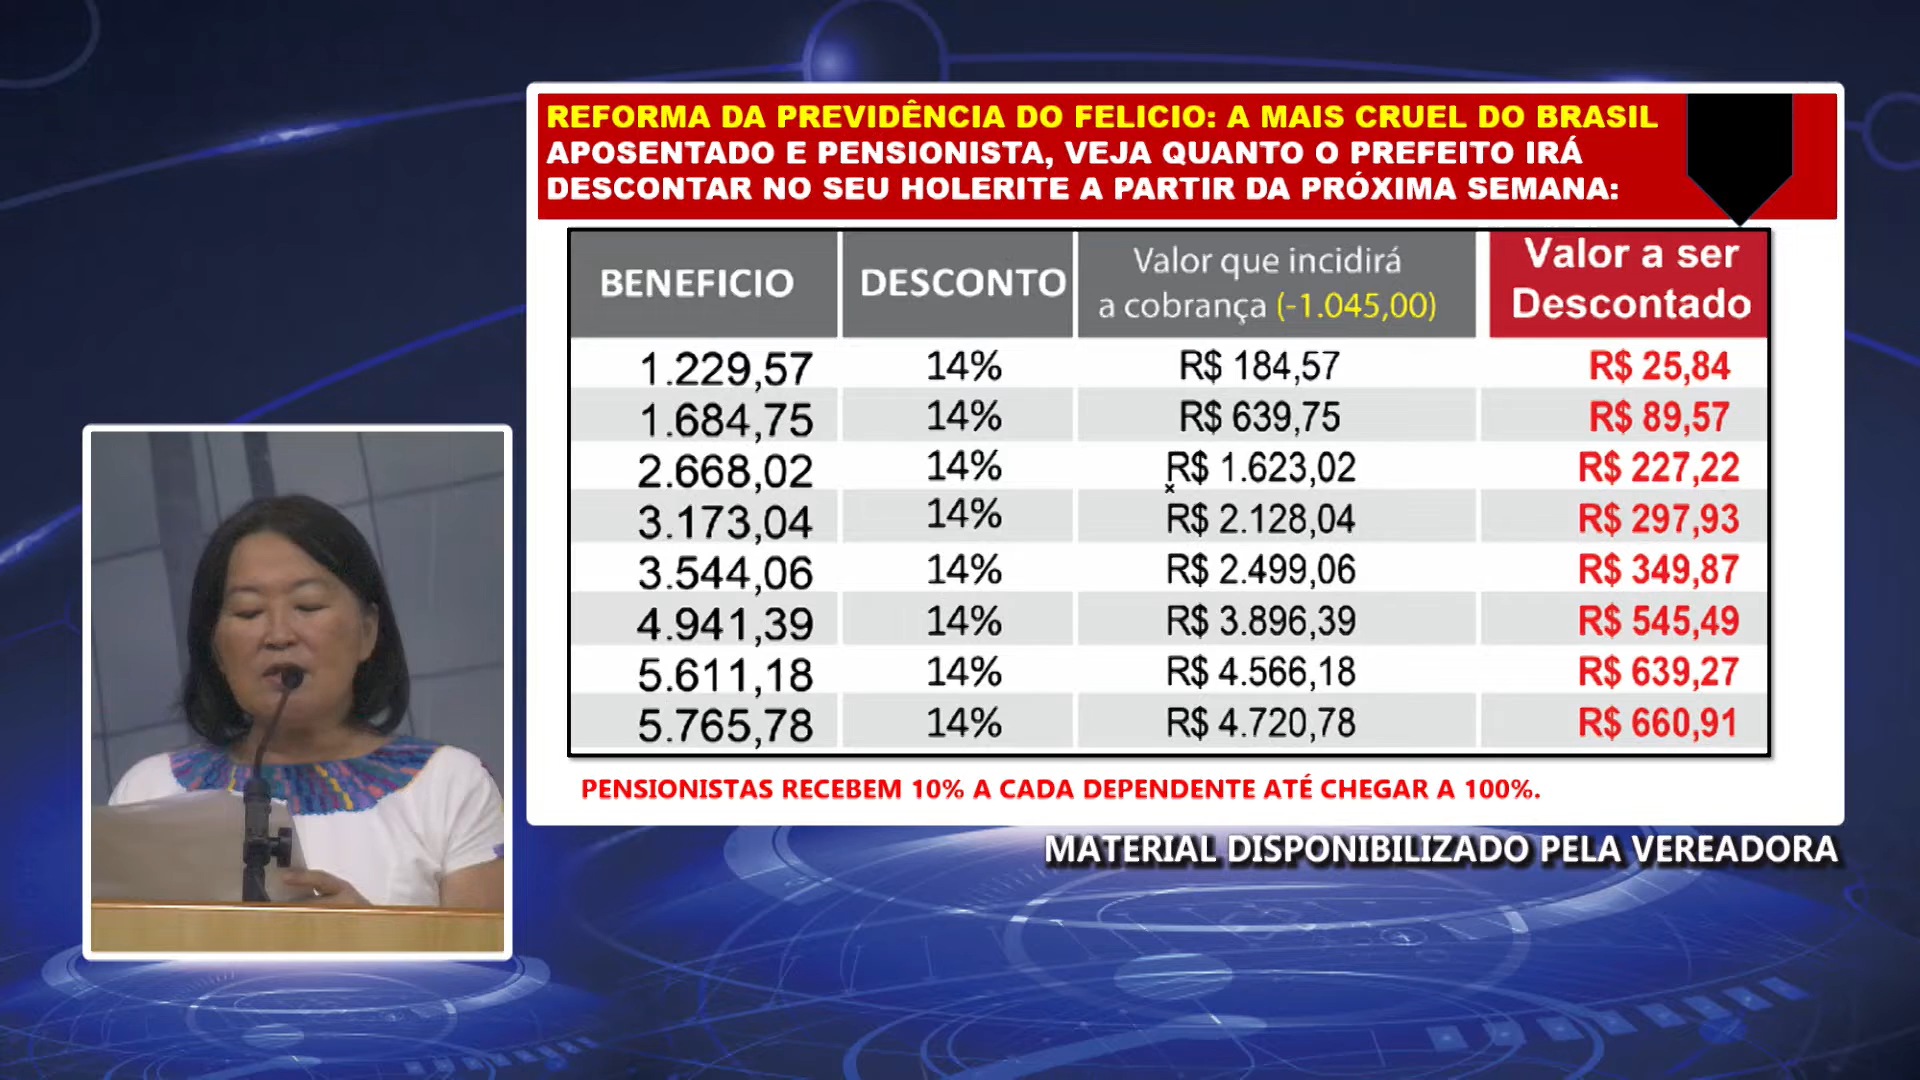 REFORMA DA PREVIDÊNCIA DO FELICIO: A MAIS CRUEL DO BRASIL
APOSENTADO E PENSIONISTA, VEJA QUANTO O PREFEITO IRÁ
DESCONTAR NO SEU HOLERITE A PARTIR DA PRÓXIMA SEMANA:
BENEFICIO DESCONTO Valor que incidirá a cobrança (-1.045,00) Valor a ser Descontado
1.229,57 14% R$ 184,57 R$ 25,84
1.684,75 14% R$ 639,75 R$ 89,57
2.668,02 14% R$ 1.623,02 R$ 227,22
3.173,04 14% R$ 2.128,04 R$ 297,93
3.544,06 14% R$ 2.499,06 R$ 349,87
4.941,39 14% R$ 3.896,39 R$ 545,49
5.611,18 14% R$ 4.566,18 R$ 639,27
5.765,78 14% R$ 4.720,78 R$ 660,91
PENSIONISTAS RECEBEM 10% A CADA DEPENDENTE ATÉ CHEGAR A 100%.
MATERIAL DISPONIBILIZADO PELA VEREADORA